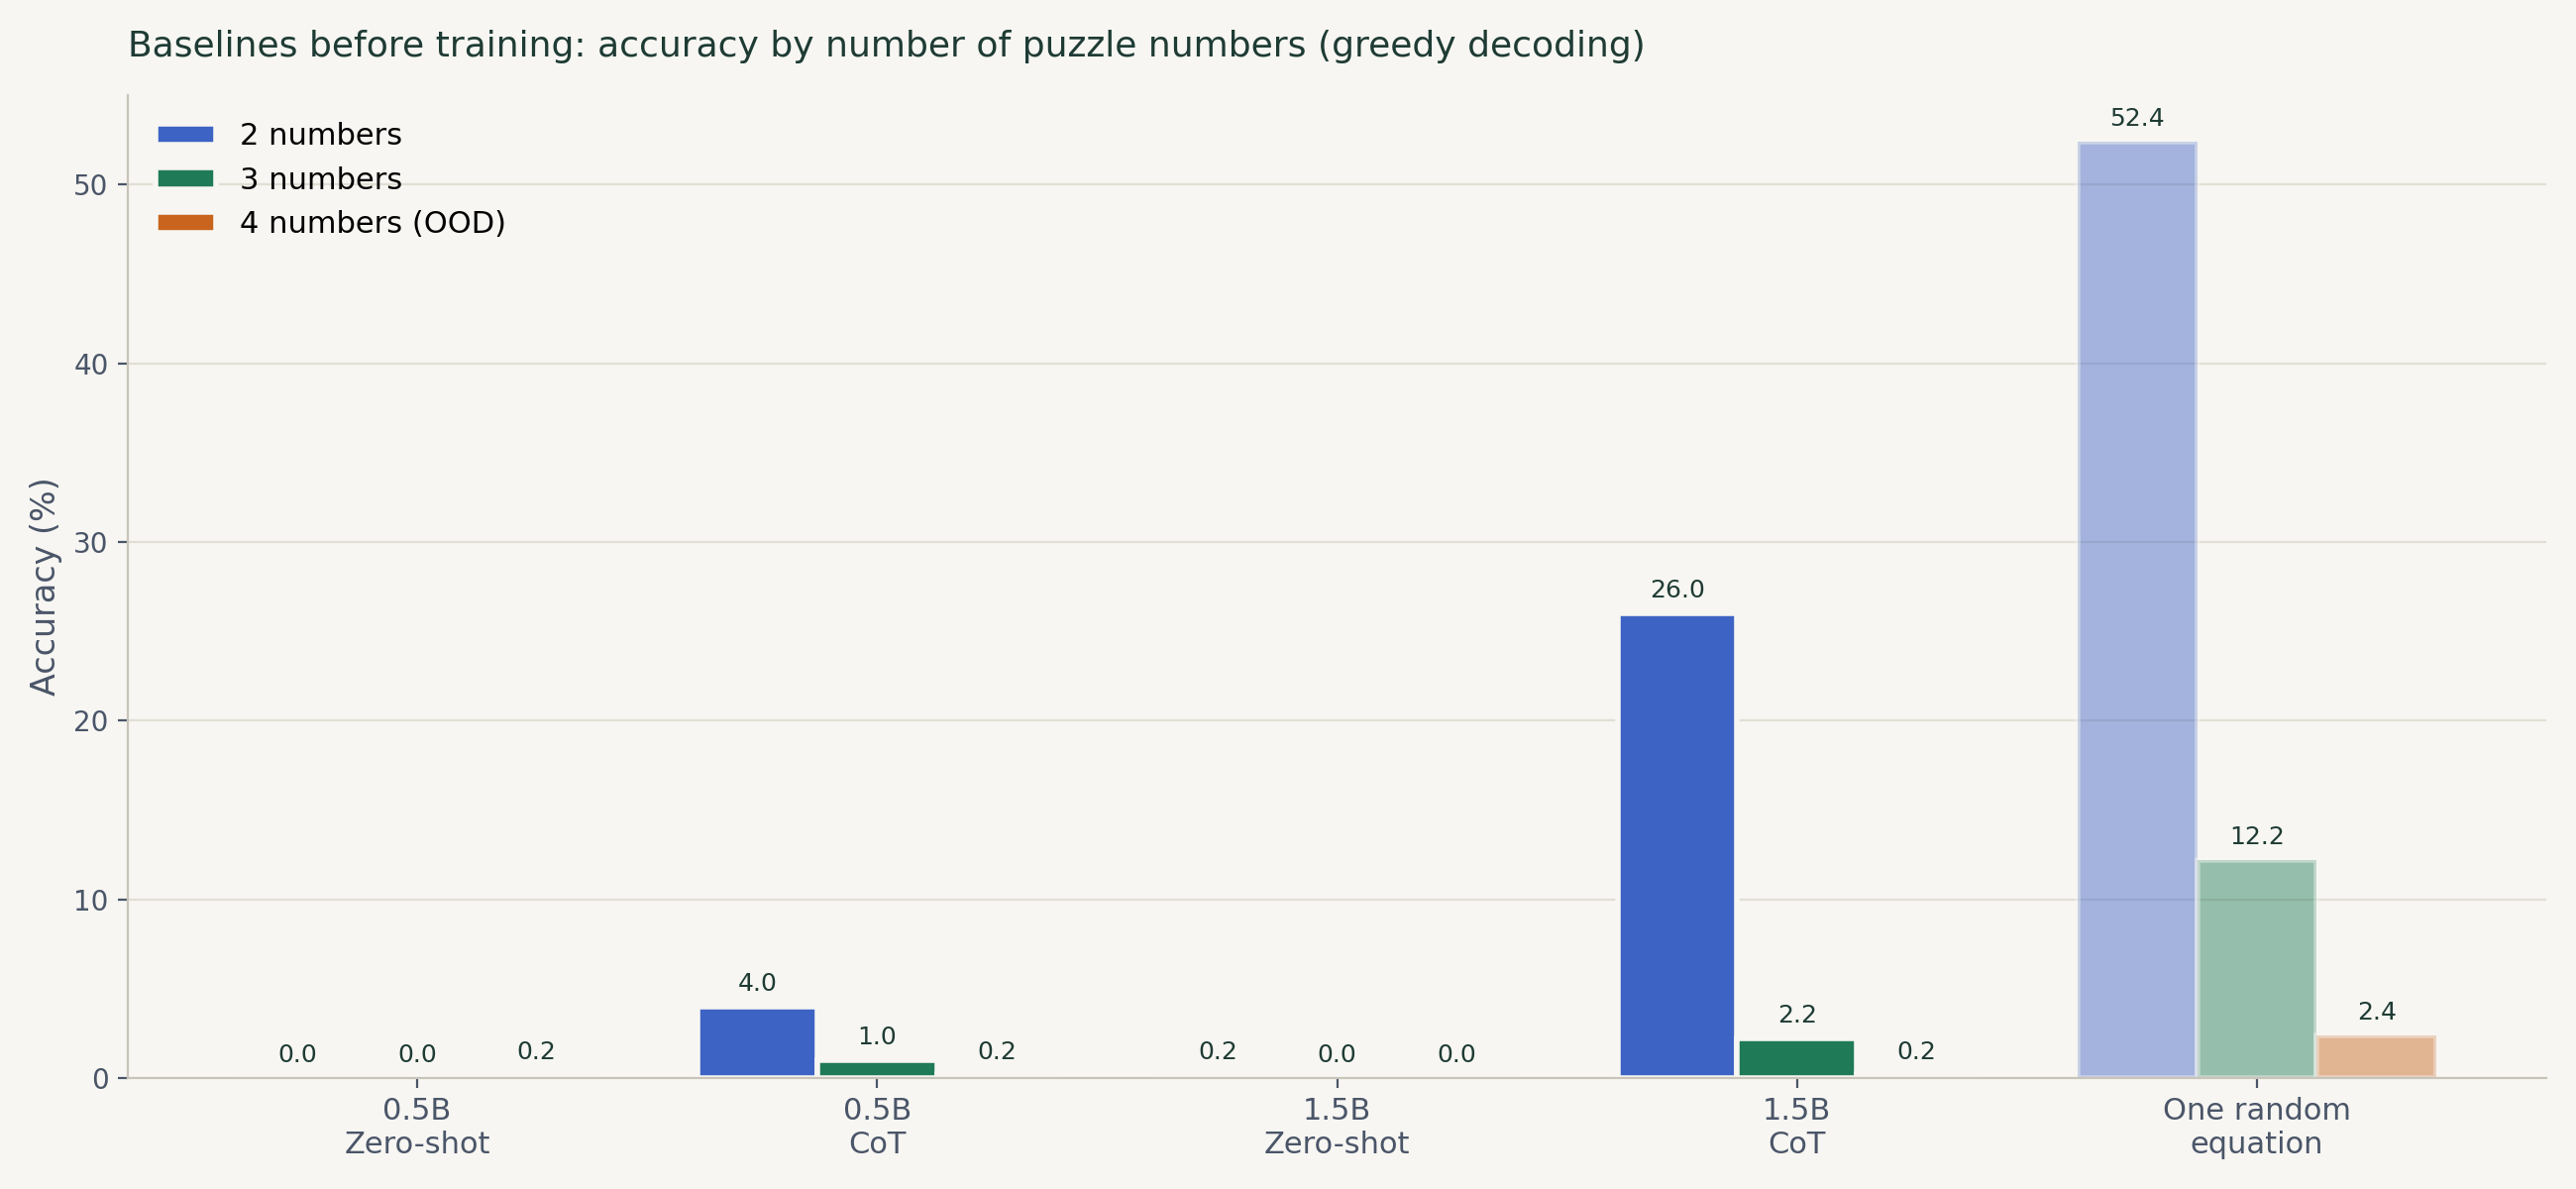 Baselines before training: accuracy by number of puzzle numbers (greedy decoding)
2 numbers
3 numbers
4 numbers (OOD)
Accuracy (%)
50
40
30
20
10
0
0.0
0.0
0.2
4.0
1.0
0.2
0.2
0.0
0.0
26.0
2.2
0.2
52.4
12.2
2.4
0.5B
Zero-shot
0.5B
CoT
1.5B
Zero-shot
1.5B
CoT
One random
equation